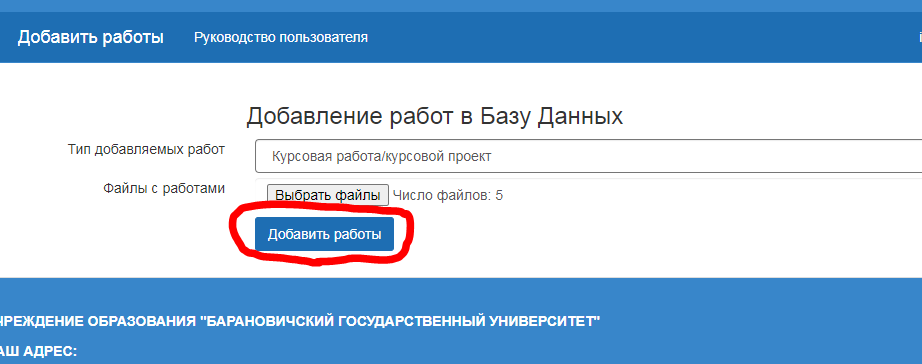 Добавить работы Руководство пользователя
Добавление работ в Базу Данных
Тип добавляемых работ Курсовая работа/курсовой проект
Файлы с работами Выбрать файлы Число файлов: 5
Добавить работы
ЧРЕЖДЕНИЕ ОБРАЗОВАНИЯ "БАРАНОВИЧСКИЙ ГОСУДАРСТВЕННЫЙ УНИВЕРСИТЕТ"
АШ АДРЕС: